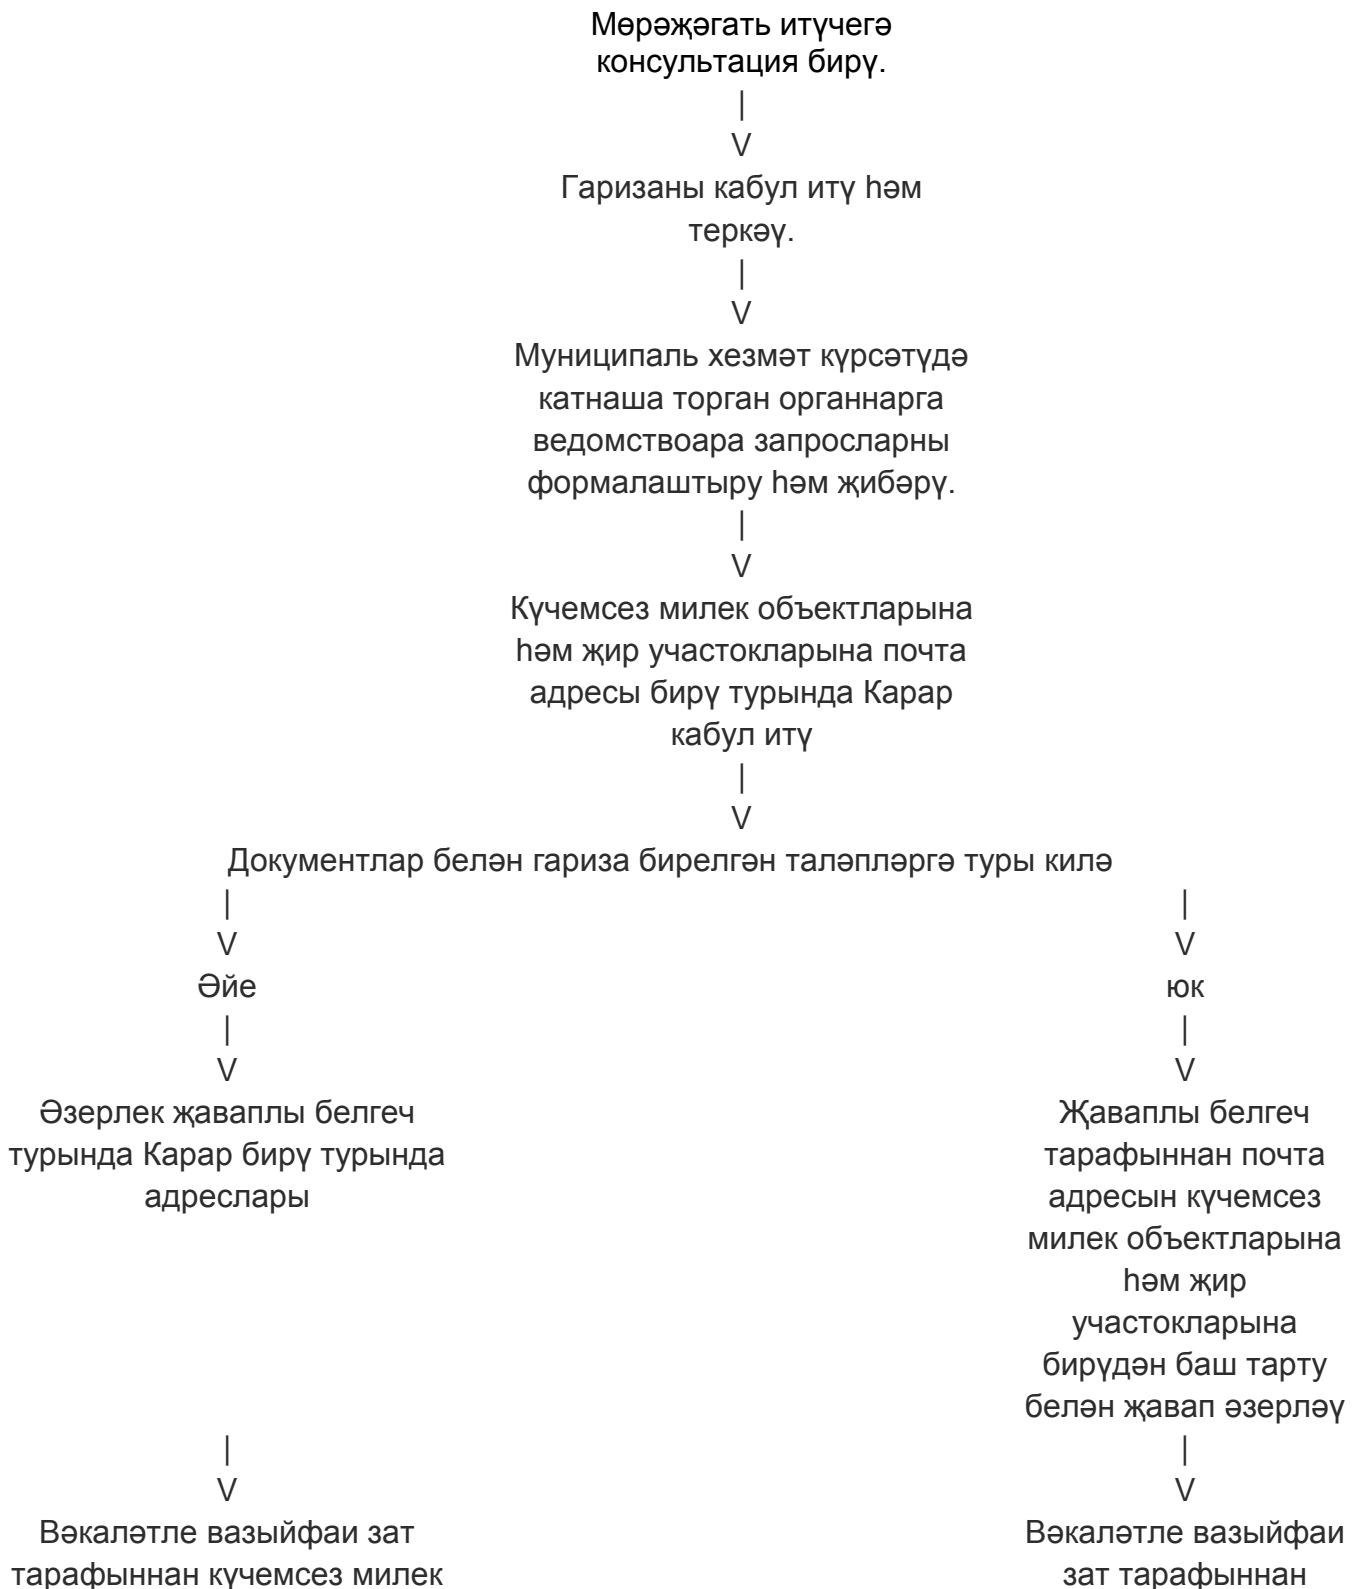 Мөрәҗәгать итүчегә
консультация бирү.
|
V
Гаризаны кабул итү һәм
теркәү.
|
V
Муниципаль хезмәт күрсәтүдә
катнаша торган органнарга
ведомствоара запросларны
формалаштыру һәм җибәрү.
|
V
Күчемсез милек объектларына
һәм җир участокларына почта
адресы бирү турында Карар
кабул итү
|
V
Документлар белән гариза бирелгән таләпләргә туры килә
| |
V V
Әйе юк
| |
V V
Әзерлек җаваплы белгеч
турында Карар бирү турында
адреслары
Җаваплы белгеч
тарафыннан почта
адресын күчемсез
милек объектларына
һәм җир
участокларына
бирүдән баш тарту
белән җавап әзерләү
| |
V V
Вәкаләтле вазыйфаи зат
тарафыннан күчемсез милек
Вәкаләтле вазыйфаи
зат тарафыннан